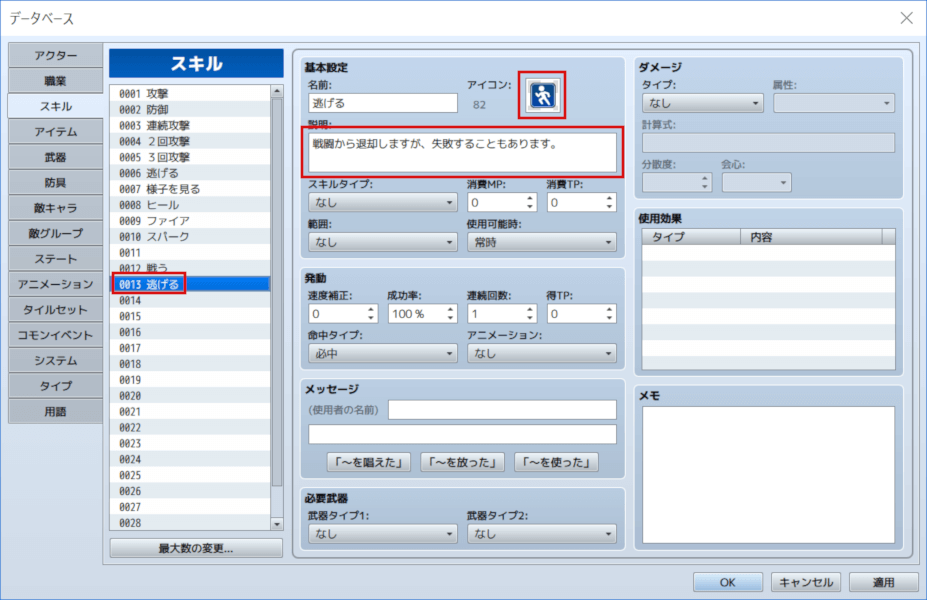 データベース
アクター
職業
スキル
アイテム
武器
防具
敵キャラ
敵グループ
ステート
アニメーション
タイルセット
コモンイベント
システム
タイプ
用語
スキル
0001 攻撃
0002 防御
0003 連続攻撃
0004 2回攻撃
0005 3回攻撃
0006 逃げる
0007 様子を見る
0008 ヒール
0009 ファイア
0010 スパーク
0011
0012 戦う
0013 逃げる
0014
0015
0016
0017
0018
0019
0020
0021
0022
0023
0024
0025
0026
0027
0028
最大数の変更...
基本設定
名前: アイコン:
逃げる 82
説明:
戦闘から退却しますが、失敗することもあります。
スキルタイプ: 消費MP: 消費TP:
なし 0 0
範囲: 使用可能時:
なし 常時
発動
速度補正: 成功率: 連続回数: 得TP:
0 100 % 1 0
命中タイプ: アニメーション:
必中 なし
メッセージ
(使用者の名前)
「～を唱えた」 「～を放った」 「～を使った」
必要武器
武器タイプ1: 武器タイプ2:
なし なし
ダメージ
タイプ: 属性:
なし
計算式:
分散度: 会心:
使用効果
タイプ 内容
メモ
OK キャンセル 適用